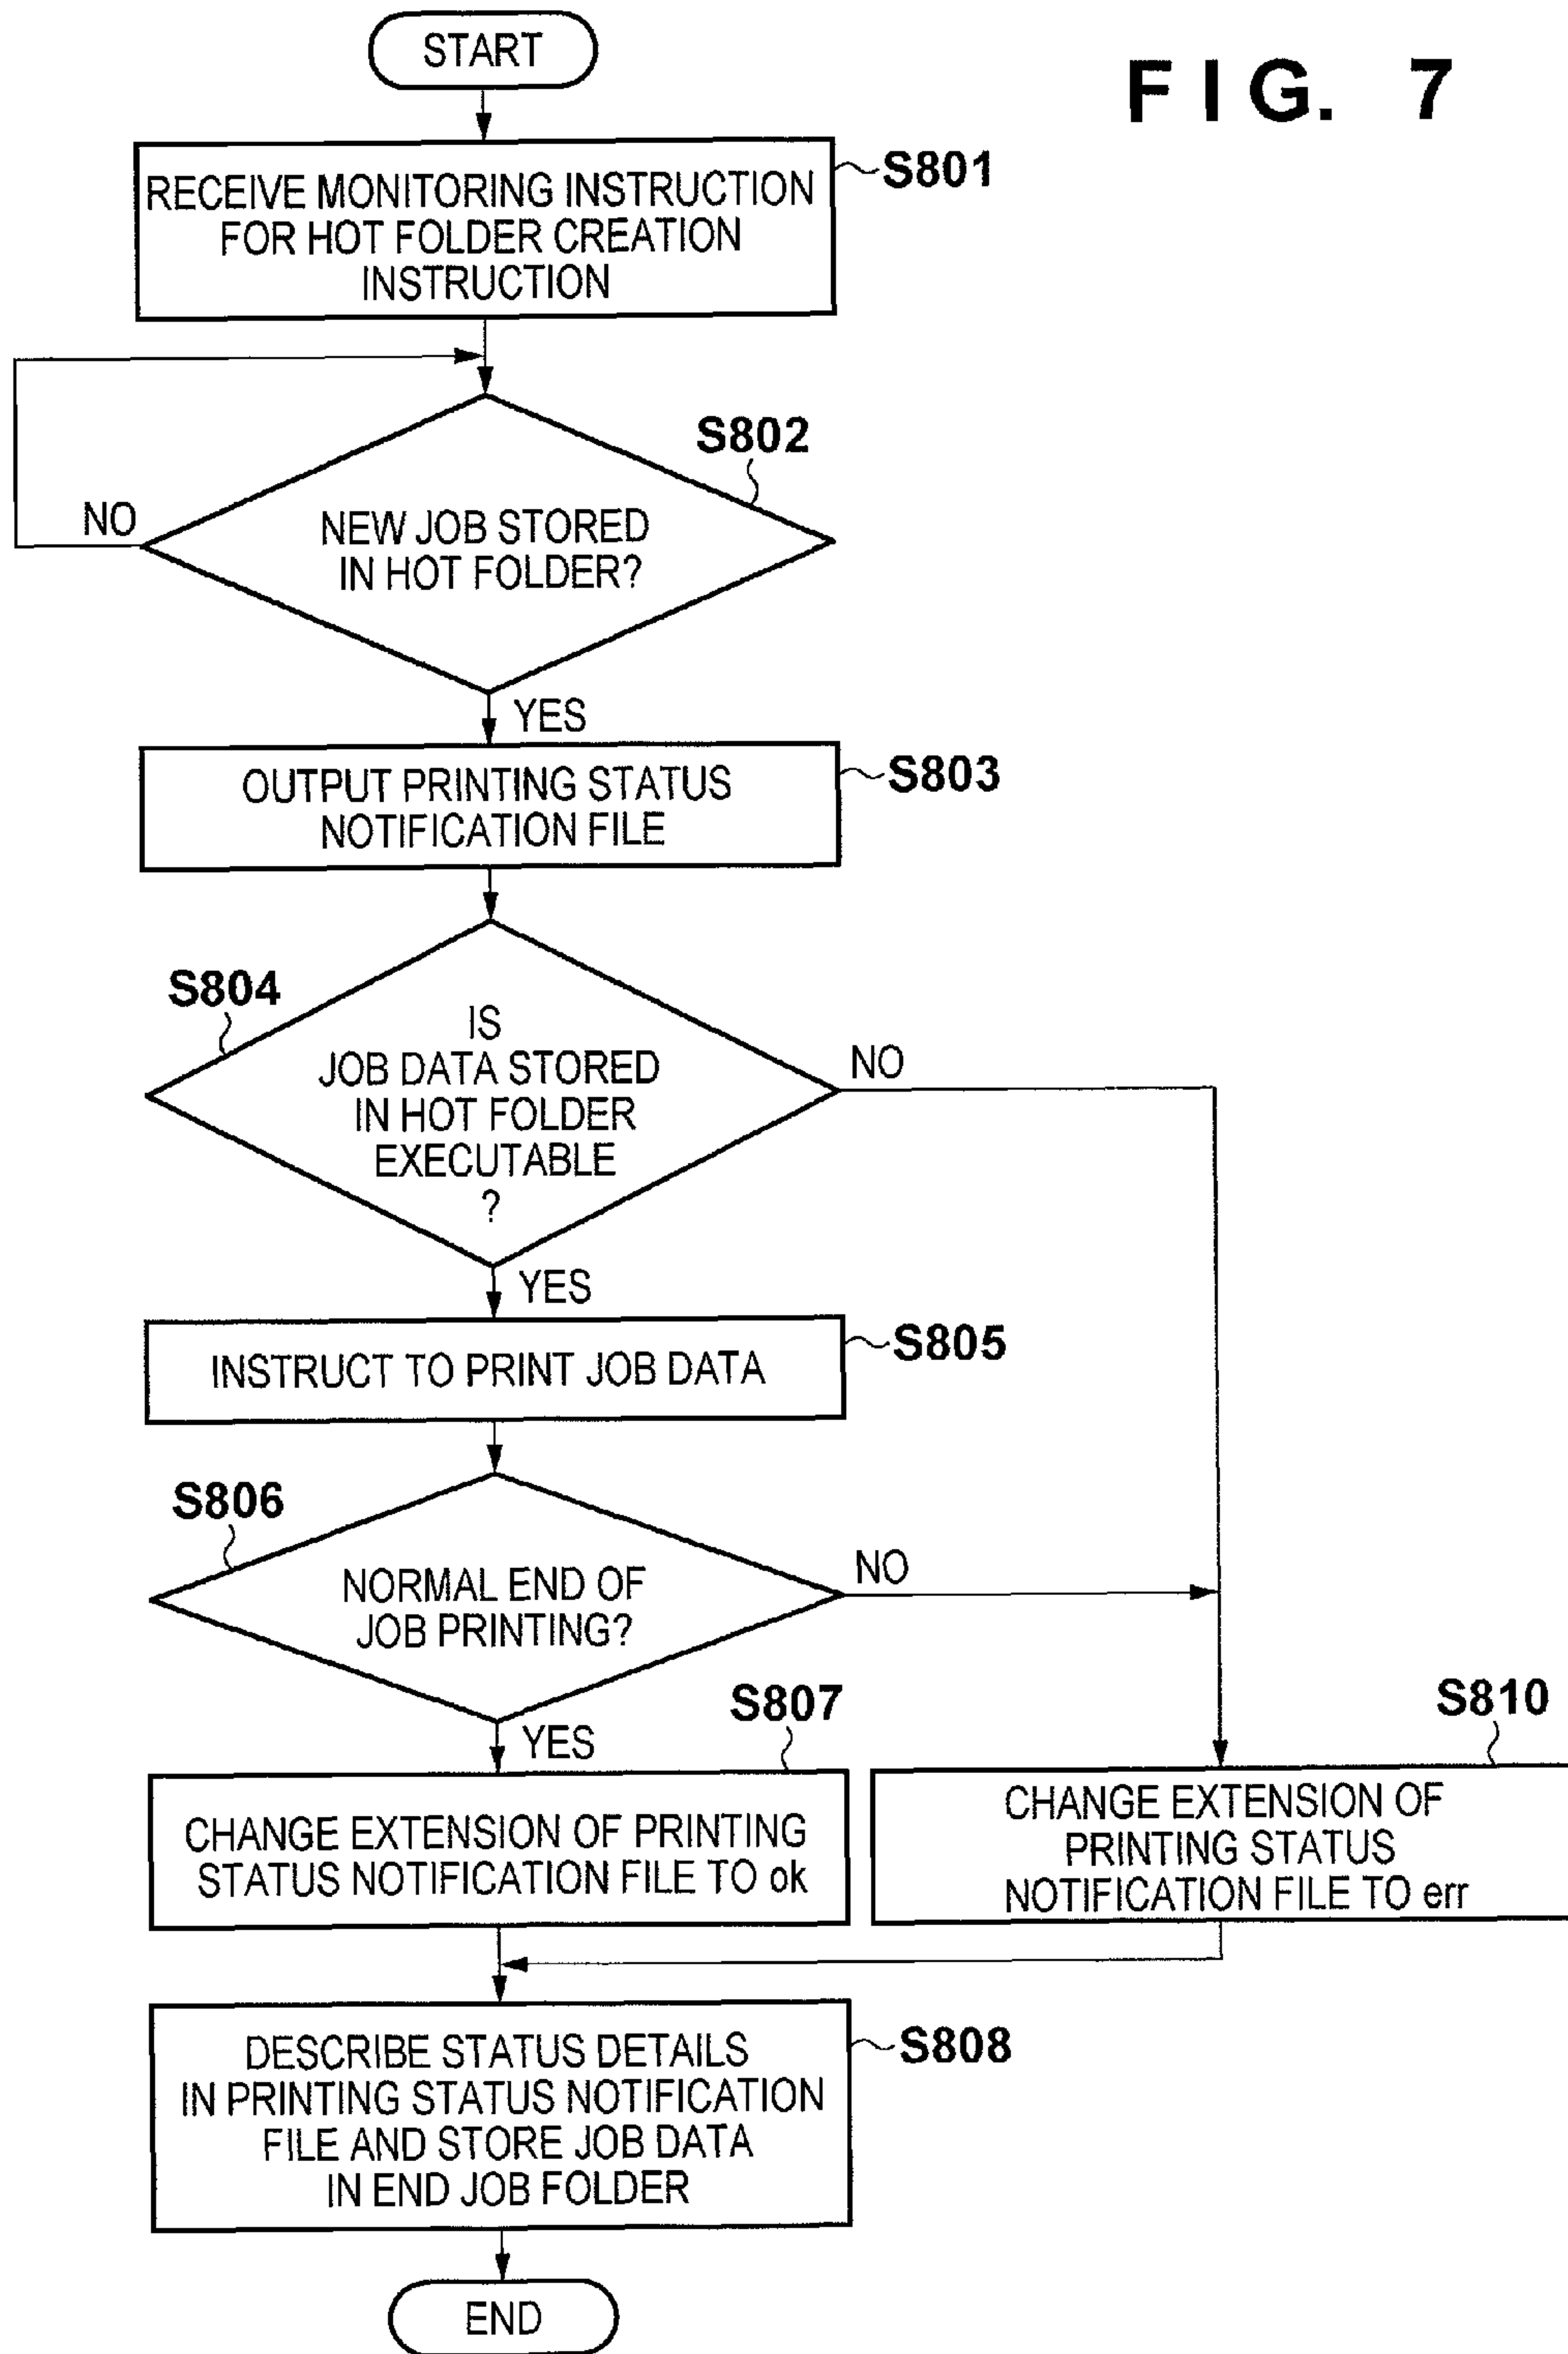 START
FIG. 7
S801
RECEIVE MONITORING INSTRUCTION
FOR HOT FOLDER CREATION
INSTRUCTION
S802
NO
NEW JOB STORED
IN HOT FOLDER?
YES
S803
OUTPUT PRINTING STATUS
NOTIFICATION FILE
S804
IS
JOB DATA STORED
IN HOT FOLDER
EXECUTABLE
?
NO
YES
S805
INSTRUCT TO PRINT JOB DATA
S806
NORMAL END OF
JOB PRINTING?
NO
YES
S807
CHANGE EXTENSION OF PRINTING
STATUS NOTIFICATION FILE TO ok
S810
CHANGE EXTENSION OF
PRINTING STATUS
NOTIFICATION FILE TO err
S808
DESCRIBE STATUS DETAILS
IN PRINTING STATUS NOTIFICATION
FILE AND STORE JOB DATA
IN END JOB FOLDER
END